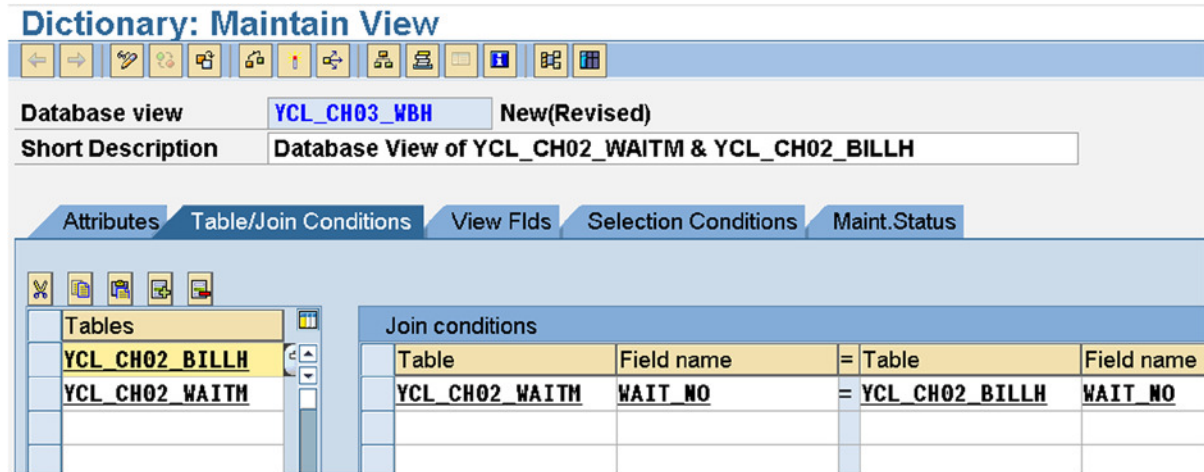 Dictionary: Maintain View
Database view YCL_CH03_WBH New(Revised)
Short Description Database View of YCL_CH02_WAITM & YCL_CH02_BILLH
Attributes Table/Join Conditions View Flds Selection Conditions Maint.Status
Tables
YCL_CH02_BILLH
YCL_CH02_WAITM
Join conditions
Table Field name = Table Field name
YCL_CH02_WAITM WAIT_NO = YCL_CH02_BILLH WAIT_NO